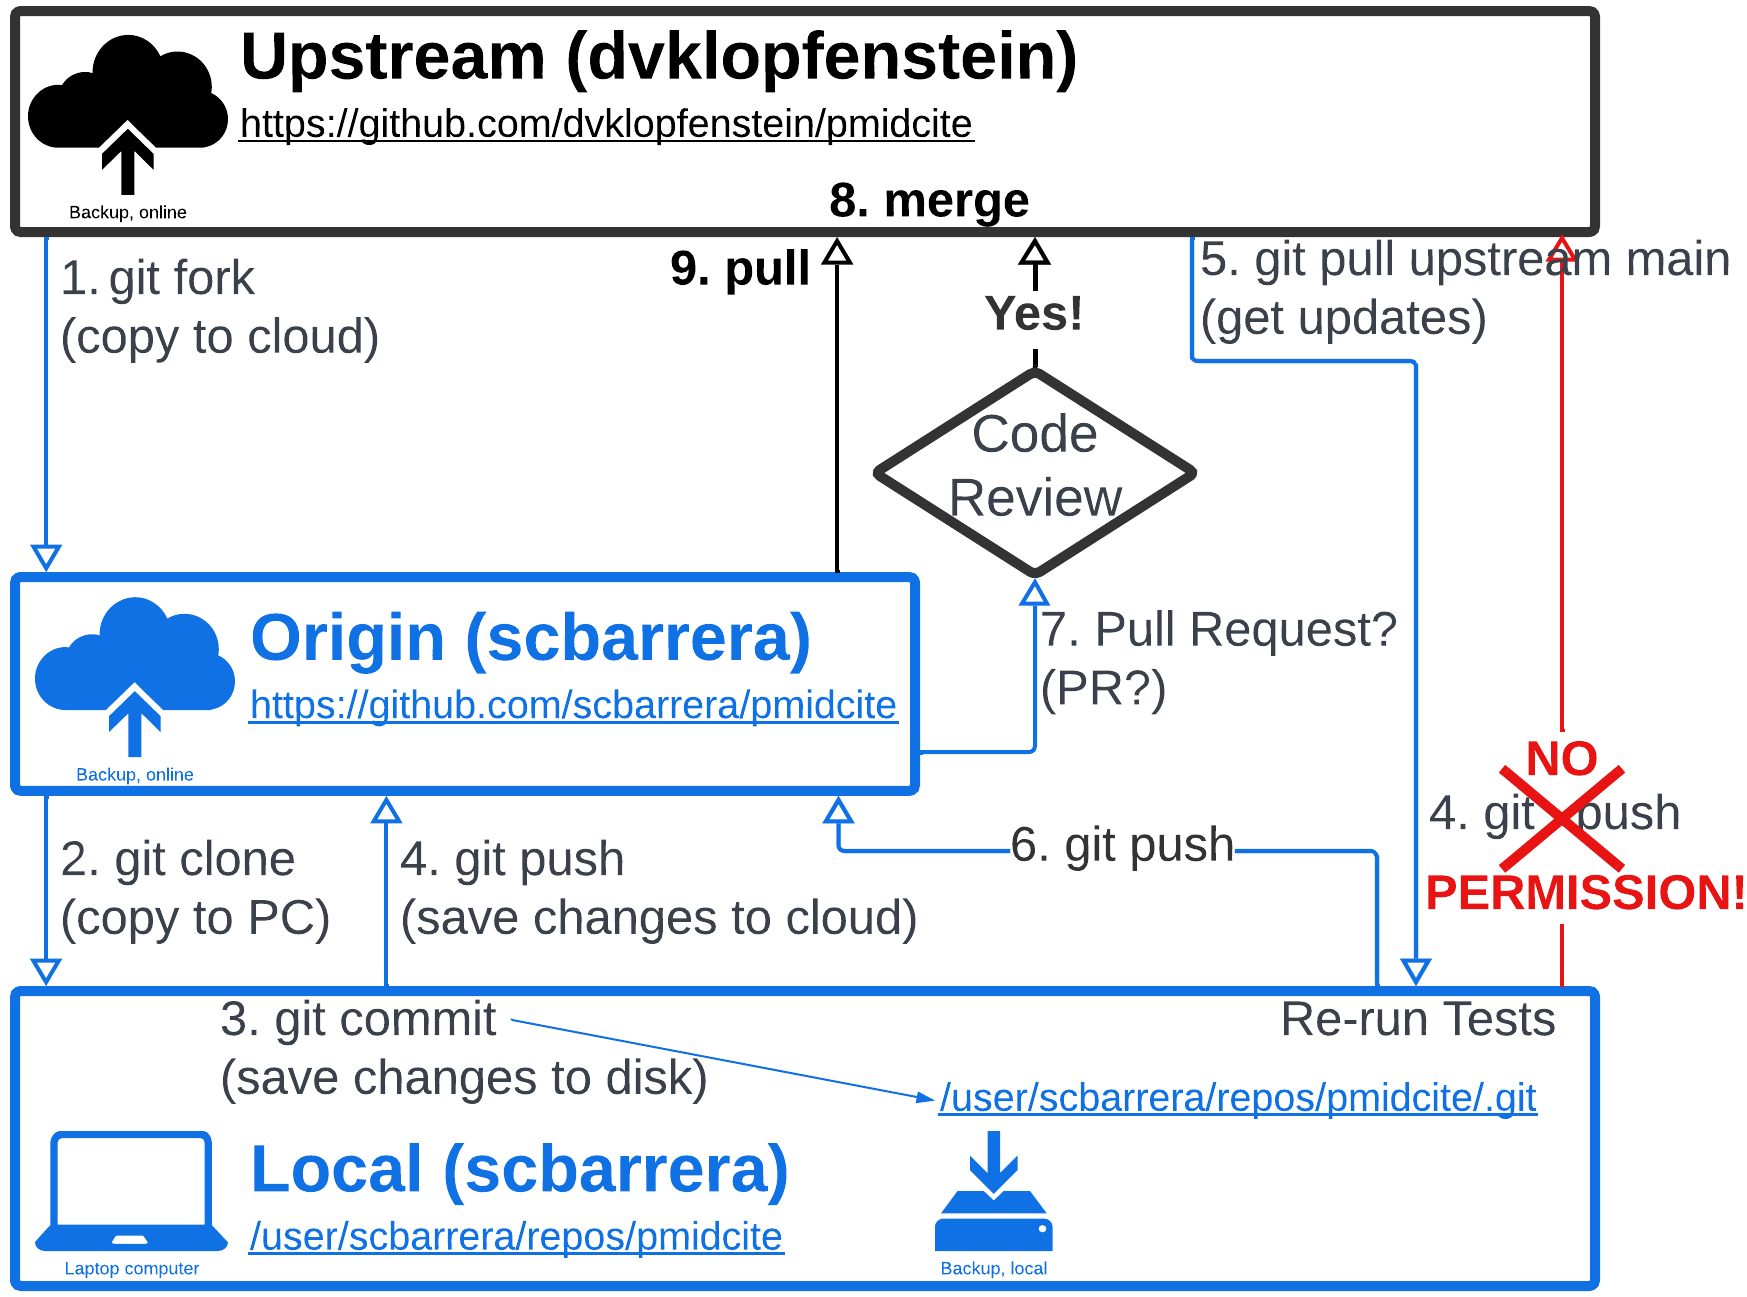 Upstream (dvklopfenstein)
https://github.com/dvklopfenstein/pmidcite
Backup, online
8. merge
1. git fork
(copy to cloud)
9. pull
Yes!
5. git pull upstream main
(get updates)
Code
Review
Origin (scbarrera)
https://github.com/scbarrera/pmidcite
Backup, online
7. Pull Request?
(PR?)
NO
4. git push
PERMISSION!
2. git clone
(copy to PC)
4. git push
(save changes to cloud)
6. git push
3. git commit
(save changes to disk)
Re-run Tests
/user/scbarrera/repos/pmidcite/.git
Local (scbarrera)
/user/scbarrera/repos/pmidcite
Laptop computer
Backup, local